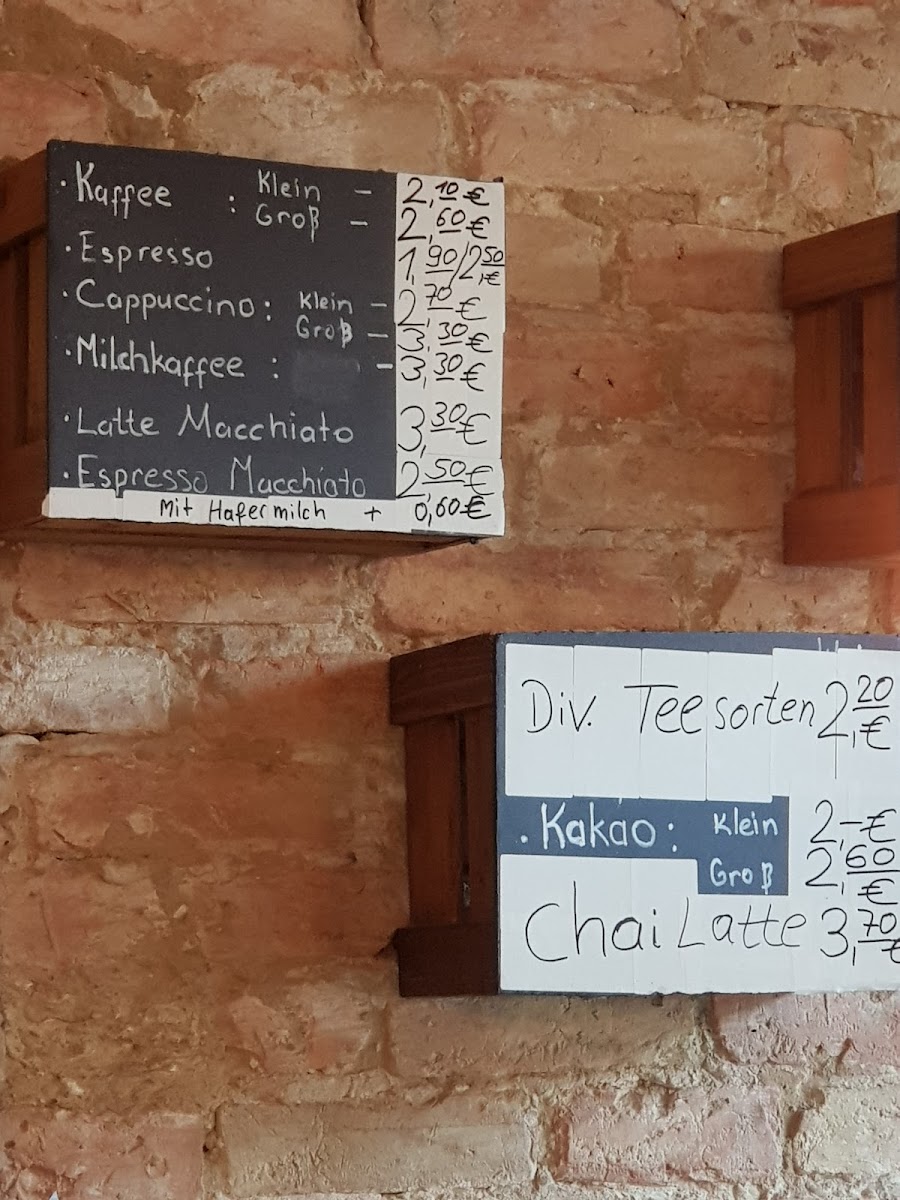 · Kaffee : Klein - 2,10 €
Groß - 2,60 €
· Espresso 1,90/2,50 €
· Cappuccino: Klein - 2,70 €
Groß - 3,30 €
· Milchkaffee : - 3,30 €
· Latte Macchiato 3,30 €
· Espresso Macchiato 2,50 €
Mit Hafermilch + 0,60 €
Div. Teesorten 2,20 €
· Kakao: Klein 2,- €
Groß 2,60 €
Chai Latte 3,70 €